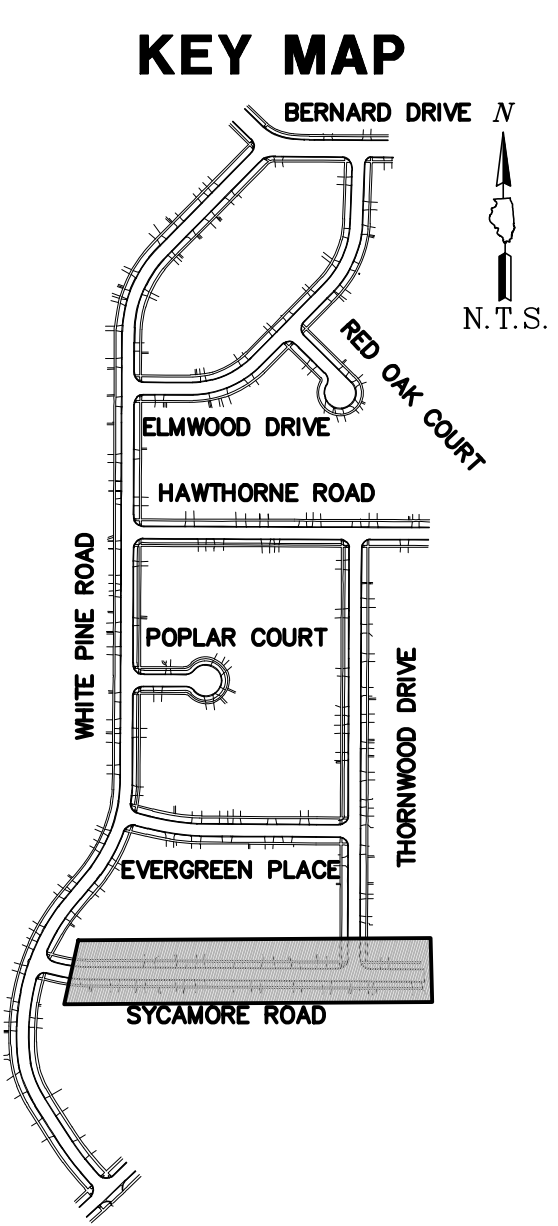 KEY MAP
BERNARD DRIVE
N
N.T.S.
RED OAK COURT
ELMWOOD DRIVE
HAWTHORNE ROAD
WHITE PINE ROAD
POPLAR COURT
THORNWOOD DRIVE
EVERGREEN PLACE
SYCAMORE ROAD